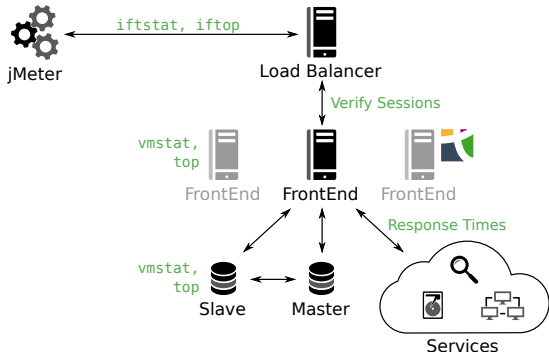 iftstat, iftop
jMeter
Load Balancer
Verify Sessions
vmstat,
top
FrontEnd
FrontEnd
FrontEnd
Response Times
vmstat,
top
Slave
Master
Services